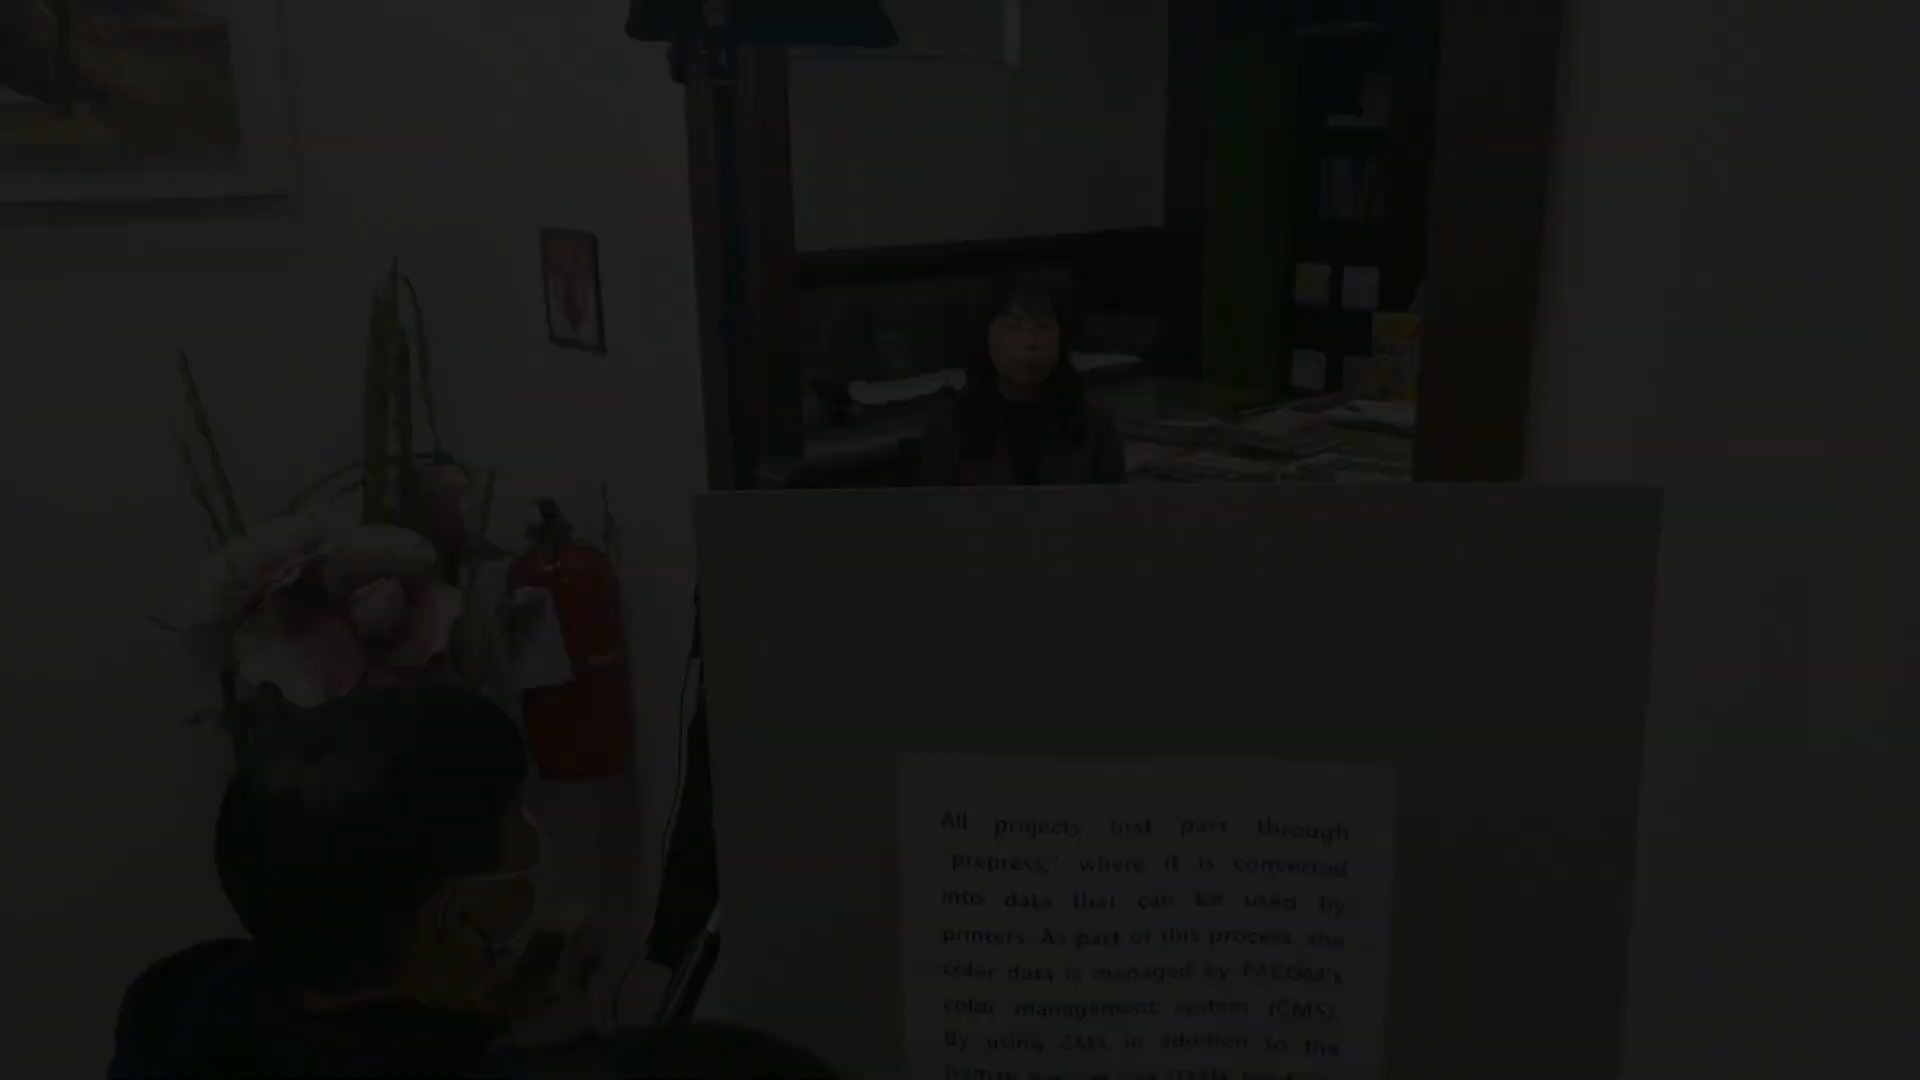 All projects first pass through
"prepress," where it is converted
into data that can be used by
printers. As part of this process, the
color data is managed by PACOM's
color management system (CMS).
By using CMS in addition to the
human